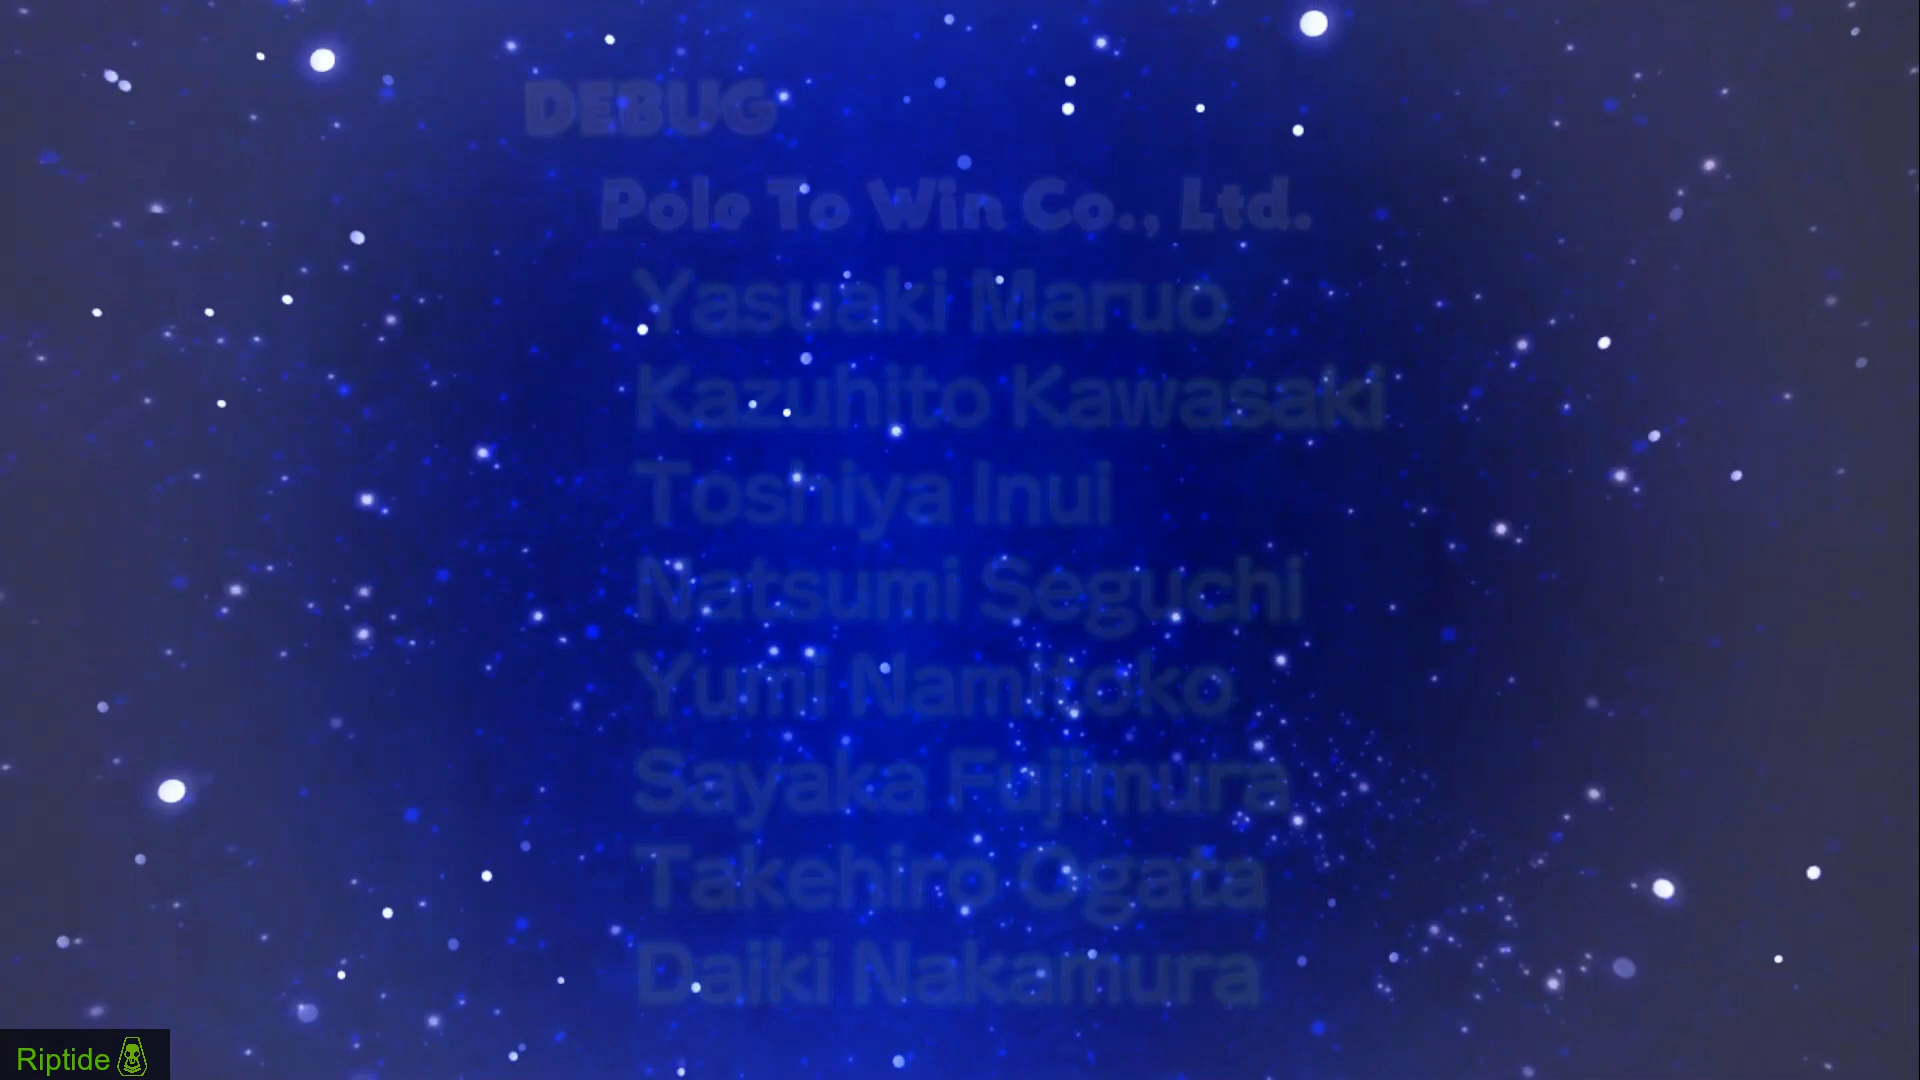 DEBUG
Pole To Win Co., Ltd.
Yasuaki Maruo
Kazuhito Kawasaki
Toshiya Inui
Natsumi Seguchi
Yumi Namitoko
Sayaka Fujimura
Takehiro Ogata
Daiki Nakamura
Riptide